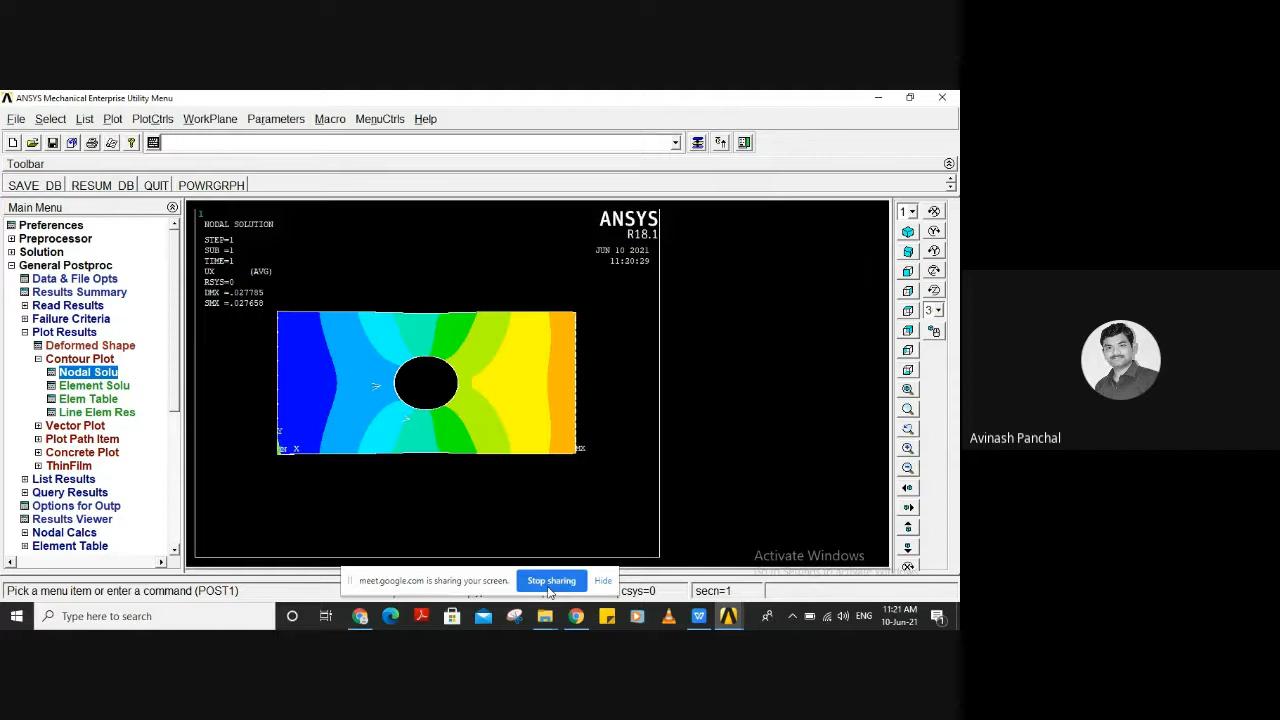 ANSYS Mechanical Enterprise Utility Menu
File Select List Plot PlotCtrls WorkPlane Parameters Macro MenuCtrls Help
Toolbar
SAVE_DB RESUM_DB QUIT POWRGRPH
Main Menu
Preferences
Preprocessor
Solution
General Postproc
Data & File Opts
Results Summary
Read Results
Failure Criteria
Plot Results
Deformed Shape
Contour Plot
Nodal Solu
Element Solu
Elem Table
Line Elem Res
Vector Plot
Plot Path Item
Concrete Plot
ThinFilm
List Results
Query Results
Options for Outp
Results Viewer
Nodal Calcs
Element Table
1
NODAL SOLUTION
STEP=1
SUB =1
TIME=1
UX (AVG)
RSYS=0
DMX =.027785
SMX =.027658
ANSYS
R18.1
JUN 10 2021
11:20:29
Y
X
MX
1
3
Activate Windows
meet.google.com is sharing your screen.
Stop sharing
Hide
Pick a menu item or enter a command (POST1)
csys=0
secn=1
Type here to search
ENG
11:21 AM
10-Jun-21
1
Avinash Panchal